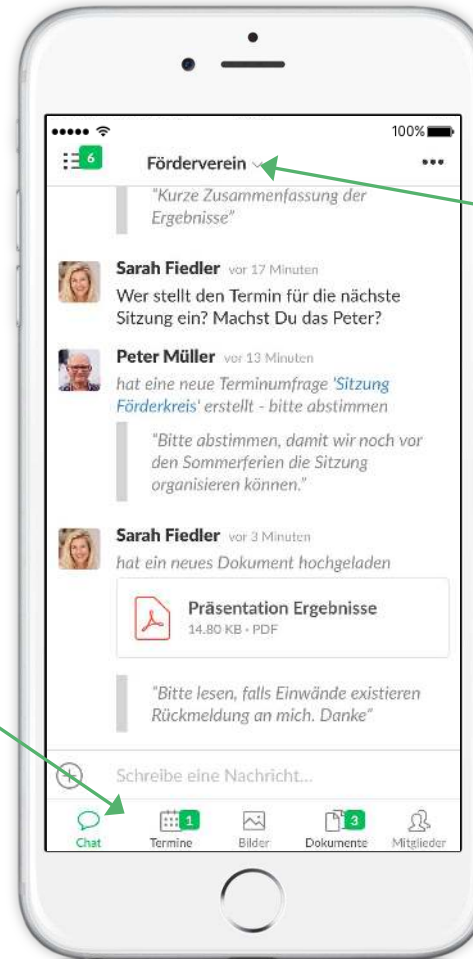 100%
6
Förderverein
"Kurze Zusammenfassung der
Ergebnisse"
Sarah Fiedler vor 17 Minuten
Wer stellt den Termin für die nächste
Sitzung ein? Machst Du das Peter?
Peter Müller vor 13 Minuten
hat eine neue Terminumfrage 'Sitzung
Förderkreis' erstellt - bitte abstimmen
"Bitte abstimmen, damit wir noch vor
den Sommerferien die Sitzung
organisieren können."
Sarah Fiedler vor 3 Minuten
hat ein neues Dokument hochgeladen
Präsentation Ergebnisse
14.80 KB · PDF
"Bitte lesen, falls Einwände existieren
Rückmeldung an mich. Danke"
Schreibe eine Nachricht...
1 3
Chat Termine Bilder Dokumente Mitglieder